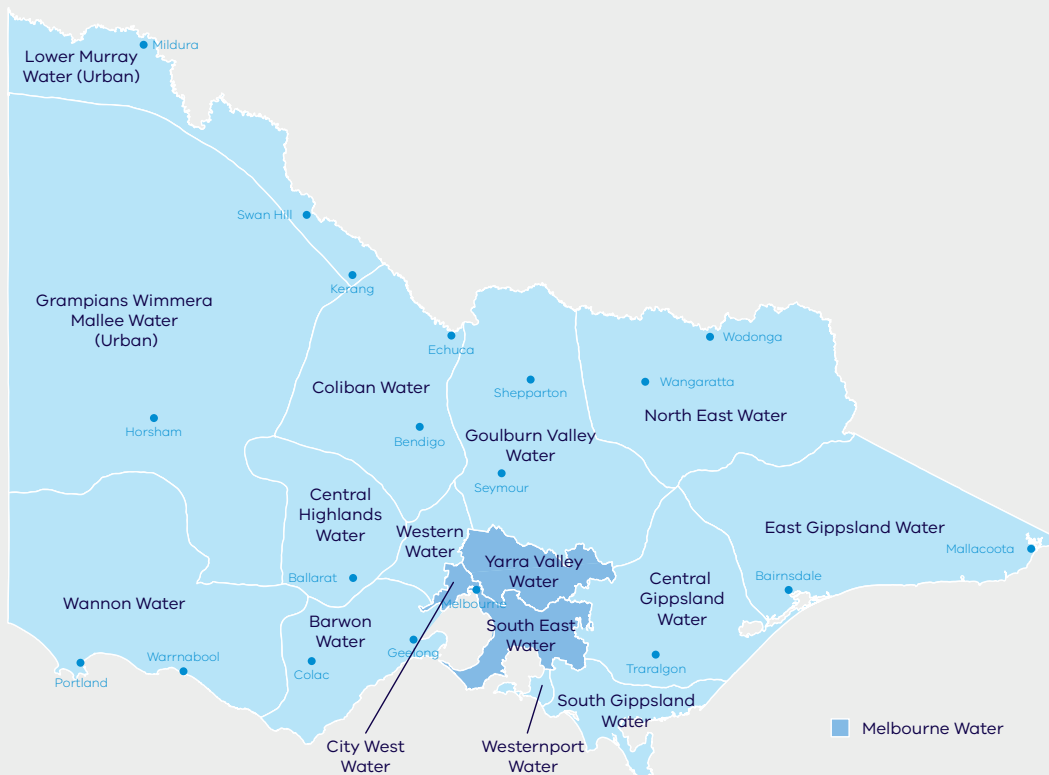 Mildura
Lower Murray
Water (Urban)
Swan Hill
Kerang
Grampians Wimmera
Mallee Water
(Urban)
Echuca
Wodonga
Coliban Water
Shepparton
Wangaratta
North East Water
Horsham
Bendigo
Goulburn Valley
Water
Seymour
Central
Highlands
Water
Western
Water
East Gippsland Water
Mallacoota
Yarra Valley
Water
Ballarat
Central
Gippsland
Water
Bairnsdale
Wannon Water
Melbourne
Barwon
Water
South East
Water
Geelong
Warrnabool
Portland
Colac
Traralgon
South Gippsland
Water
City West
Water
Westernport
Water
Melbourne Water